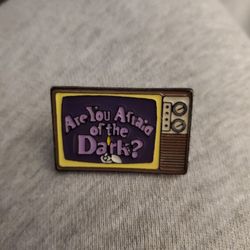 Are You Afraid
of the
Dark?